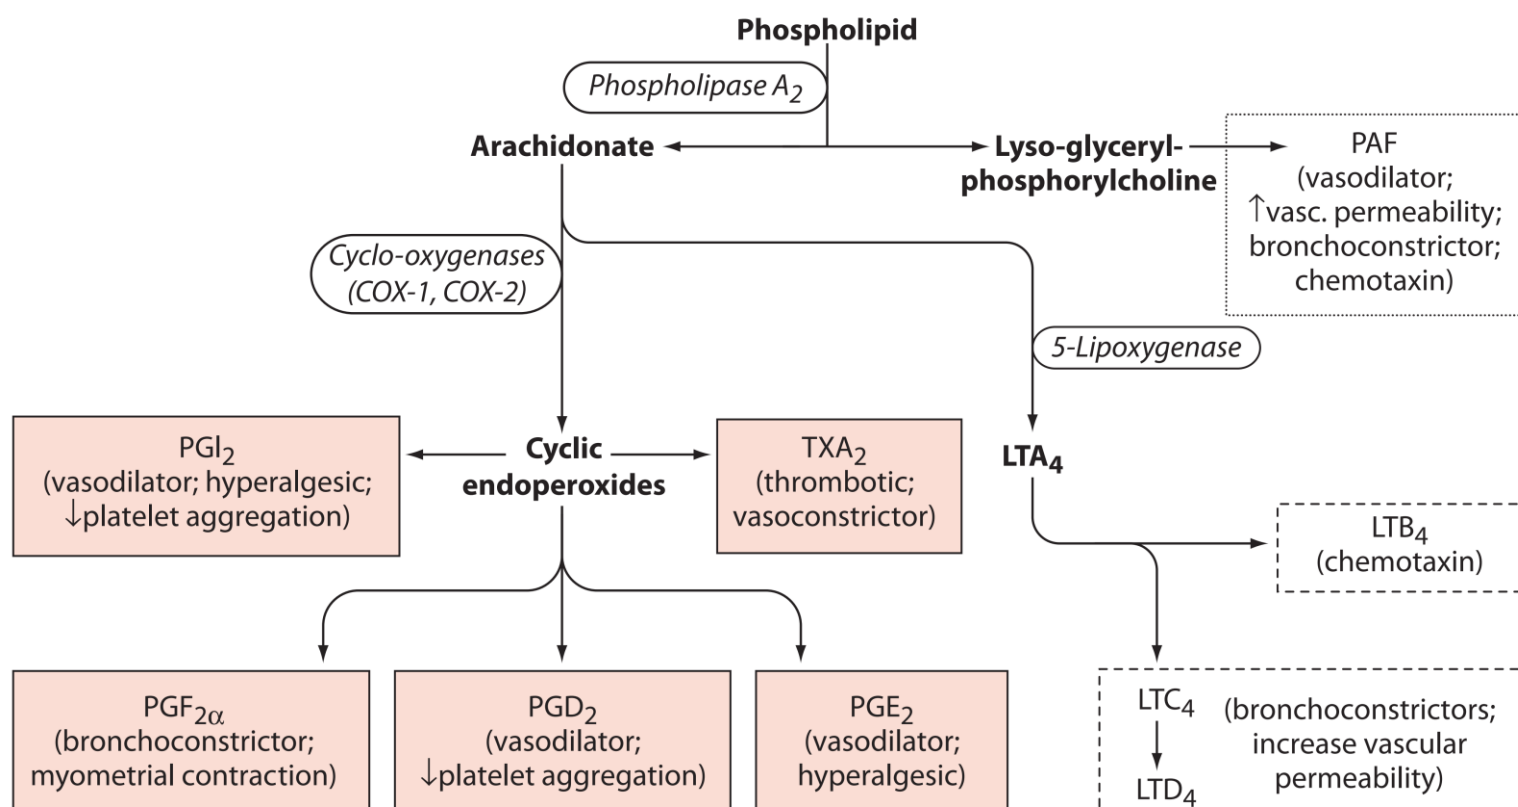 Phospholipid
Phospholipase A₂
Arachidonate
Lyso-glyceryl-
phosphorylcholine
PAF
(vasodilator;
↑vasc. permeability;
bronchoconstrictor;
chemotaxin)
Cyclo-oxygenases
(COX-1, COX-2)
5-Lipoxygenase
PGI₂
(vasodilator; hyperalgesic;
↓platelet aggregation)
Cyclic
endoperoxides
TXA₂
(thrombotic;
vasoconstrictor)
LTA₄
LTB₄
(chemotaxin)
PGF₂α
(bronchoconstrictor;
myometrial contraction)
PGD₂
(vasodilator;
↓platelet aggregation)
PGE₂
(vasodilator;
hyperalgesic)
LTC₄
LTD₄
(bronchoconstrictors;
increase vascular
permeability)